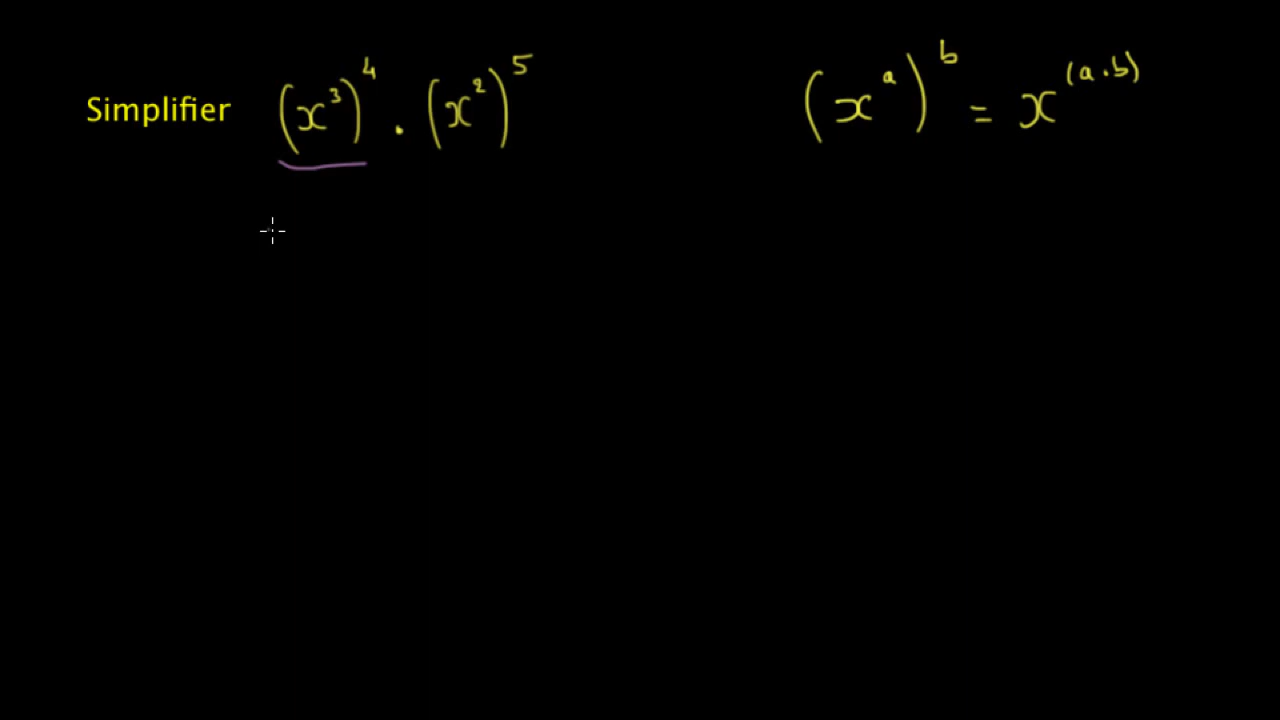 Simplifier (x³)⁴ . (x²)⁵
(xᵃ)ᵇ = x⁽ᵃ·ᵇ⁾